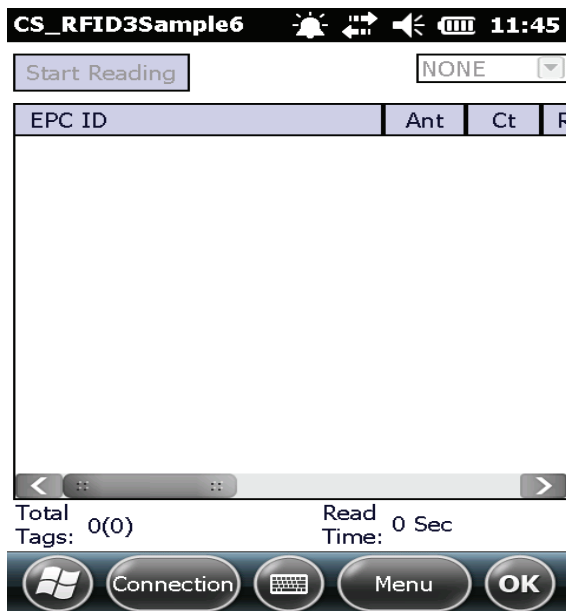 CS_RFID3Sample6 11:45
Start Reading NONE
EPC ID Ant Ct R
Total Tags: 0(0) Read Time: 0 Sec
Connection Menu OK